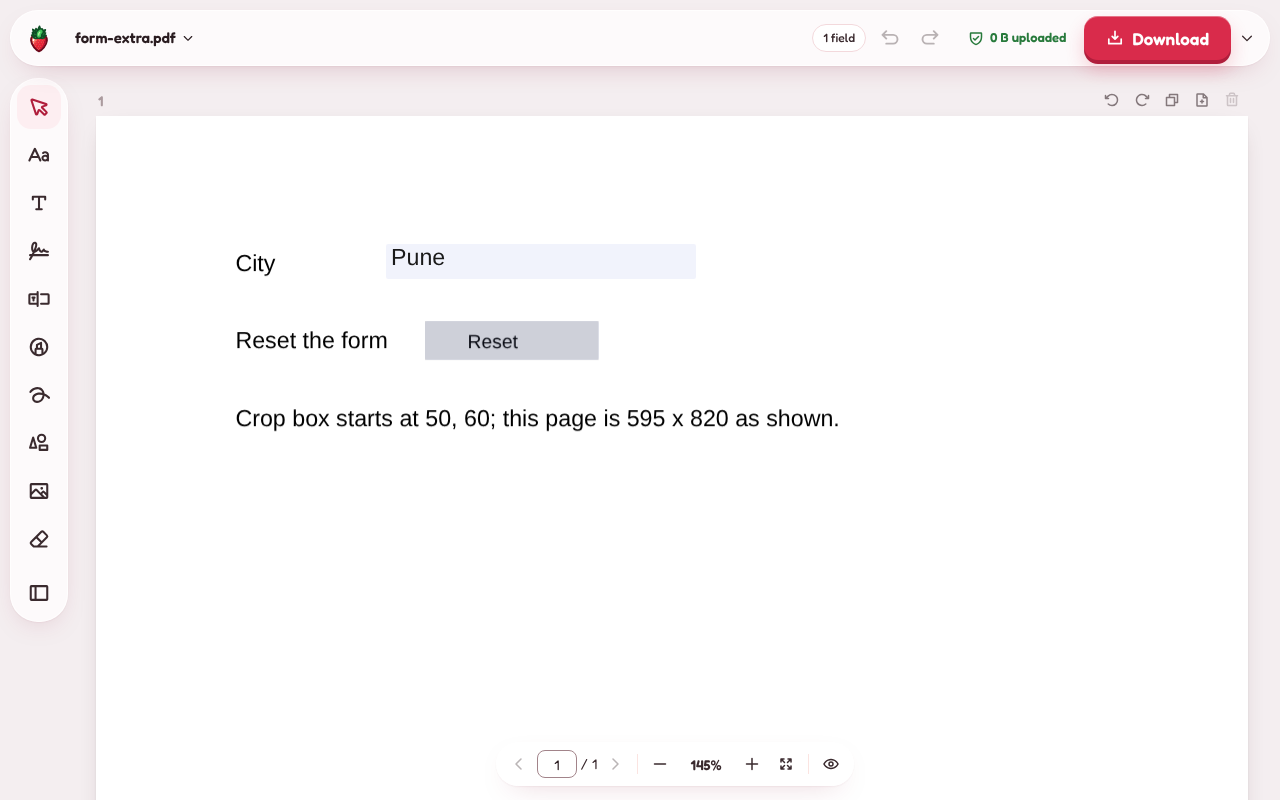 form-extra.pdf
1 field
0 B uploaded
Download
1
Aa
T
City
Pune
Reset the form
Reset
Crop box starts at 50, 60; this page is 595 x 820 as shown.
1 / 1
145%